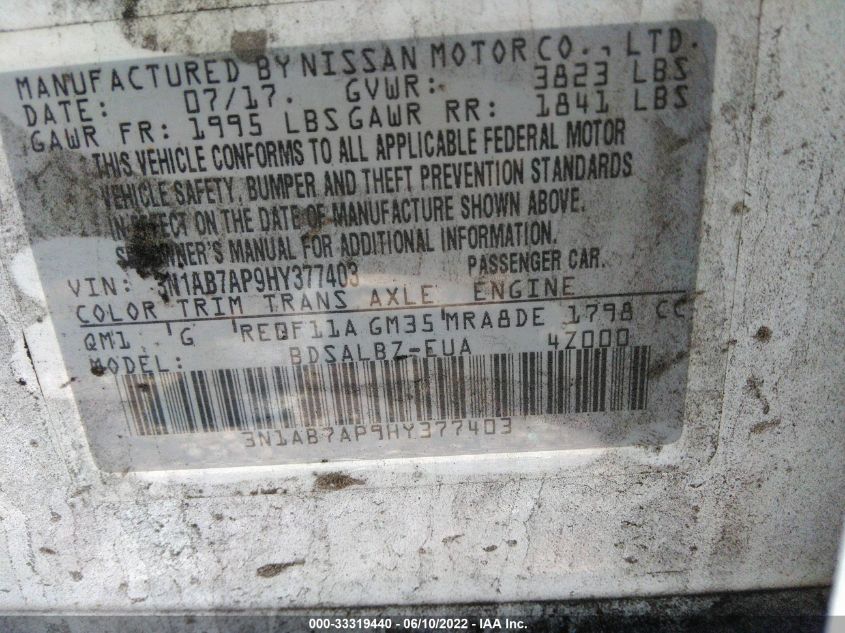 MANUFACTURED BY NISSAN MOTOR CO., LTD.
DATE: 07/17. GVWR: 3823 LBS
GAWR FR: 1995 LBS GAWR RR: 1841 LBS
THIS VEHICLE CONFORMS TO ALL APPLICABLE FEDERAL MOTOR
VEHICLE SAFETY, BUMPER AND THEFT PREVENTION STANDARDS
IN EFFECT ON THE DATE OF MANUFACTURE SHOWN ABOVE.
OWNER'S MANUAL FOR ADDITIONAL INFORMATION.
VIN: 3N1AB7AP9HY377403 PASSENGER CAR.
COLOR TRIM TRANS AXLE ENGINE
QM1 G RE0F11A GM35 MRA8DE 1798 CC
MODEL: BDSALBZ-EUA 4Z000
3N1AB7AP9HY377403
000-33319440 - 06/10/2022 - IAA Inc.